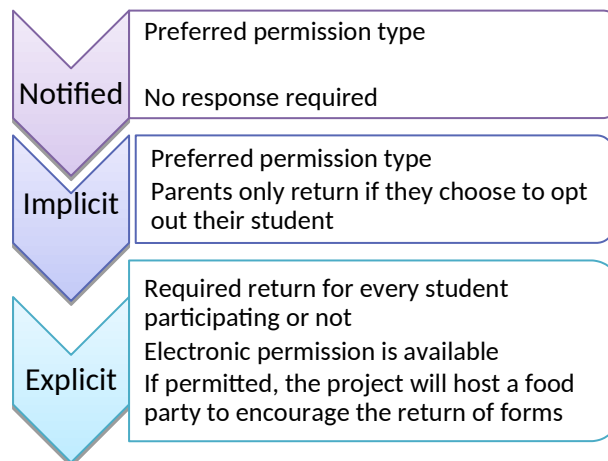 Notified
Preferred permission type
No response required
Implicit
Preferred permission type
Parents only return if they choose to opt
out their student
Explicit
Required return for every student
participating or not
Electronic permission is available
If permitted, the project will host a food
party to encourage the return of forms